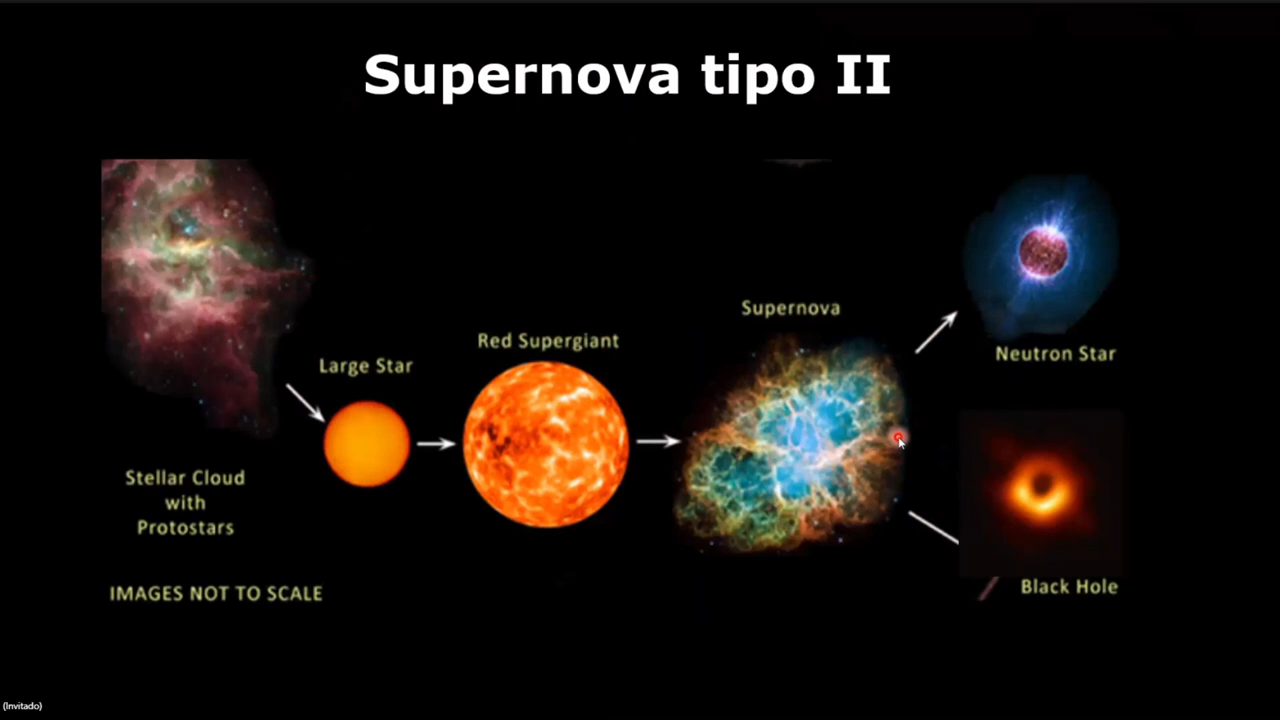 Supernova tipo II
Supernova
Red Supergiant
Neutron Star
Large Star
Stellar Cloud
with
Protostars
Black Hole
IMAGES NOT TO SCALE
(Invitado)